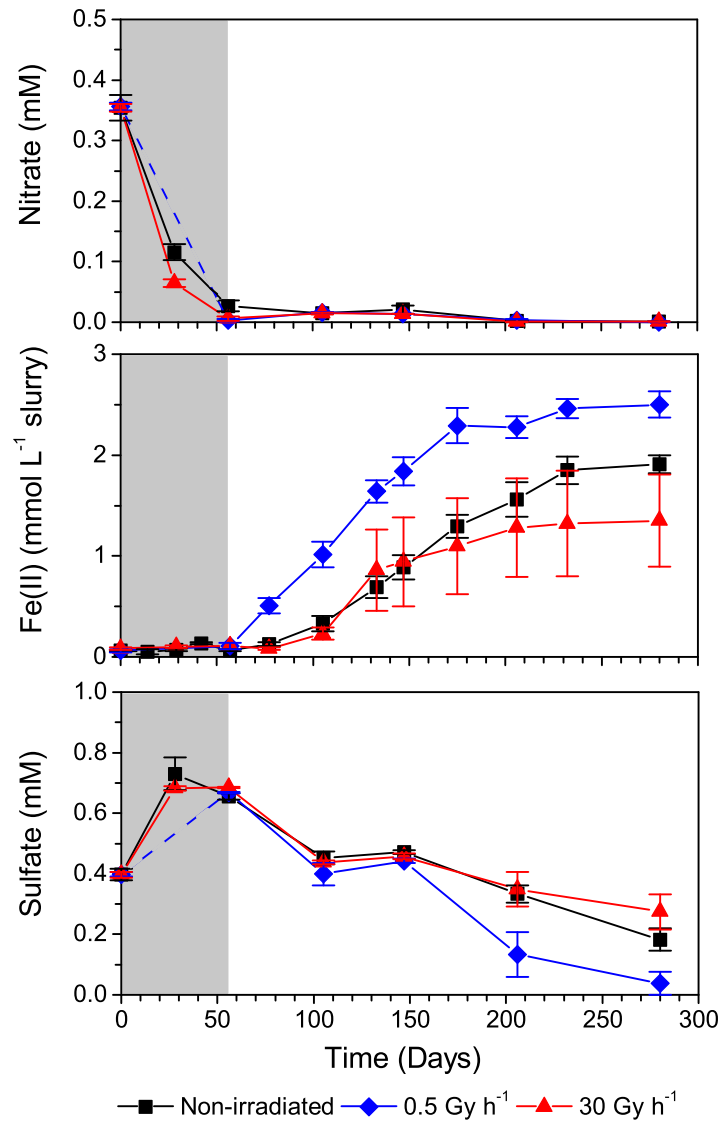 0.5
0.4
0.3
0.2
0.1
0.0
Nitrate (mM)
3
2
1
0
Fe(II) (mmol L⁻¹ slurry)
1.0
0.8
0.6
0.4
0.2
0.0
Sulfate (mM)
0 50 100 150 200 250 300
Time (Days)
Non-irradiated 0.5 Gy h⁻¹ 30 Gy h⁻¹